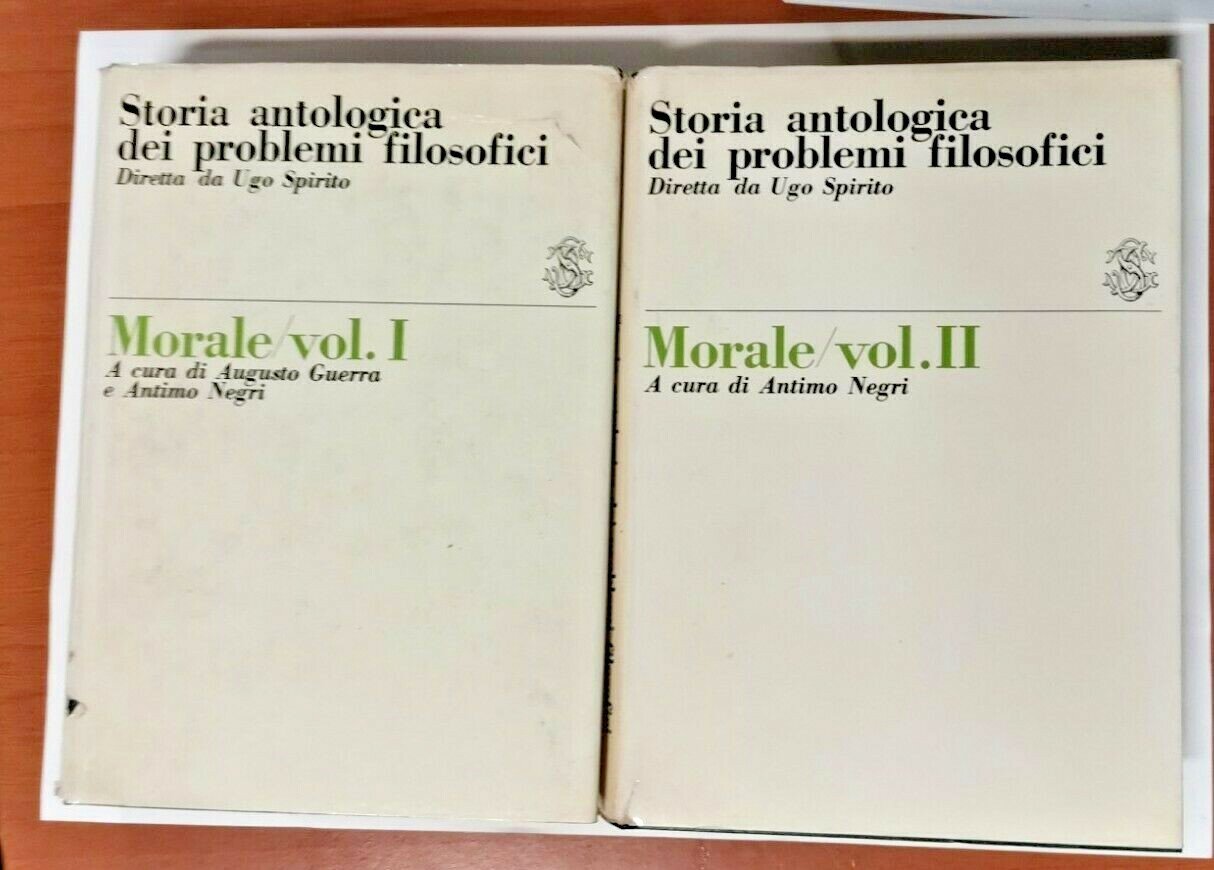 Storia antologica
dei problemi filosofici
Diretta da Ugo Spirito
Morale/vol. I
A cura di Augusto Guerra
e Antimo Negri
Storia antologica
dei problemi filosofici
Diretta da Ugo Spirito
Morale/vol.II
A cura di Antimo Negri